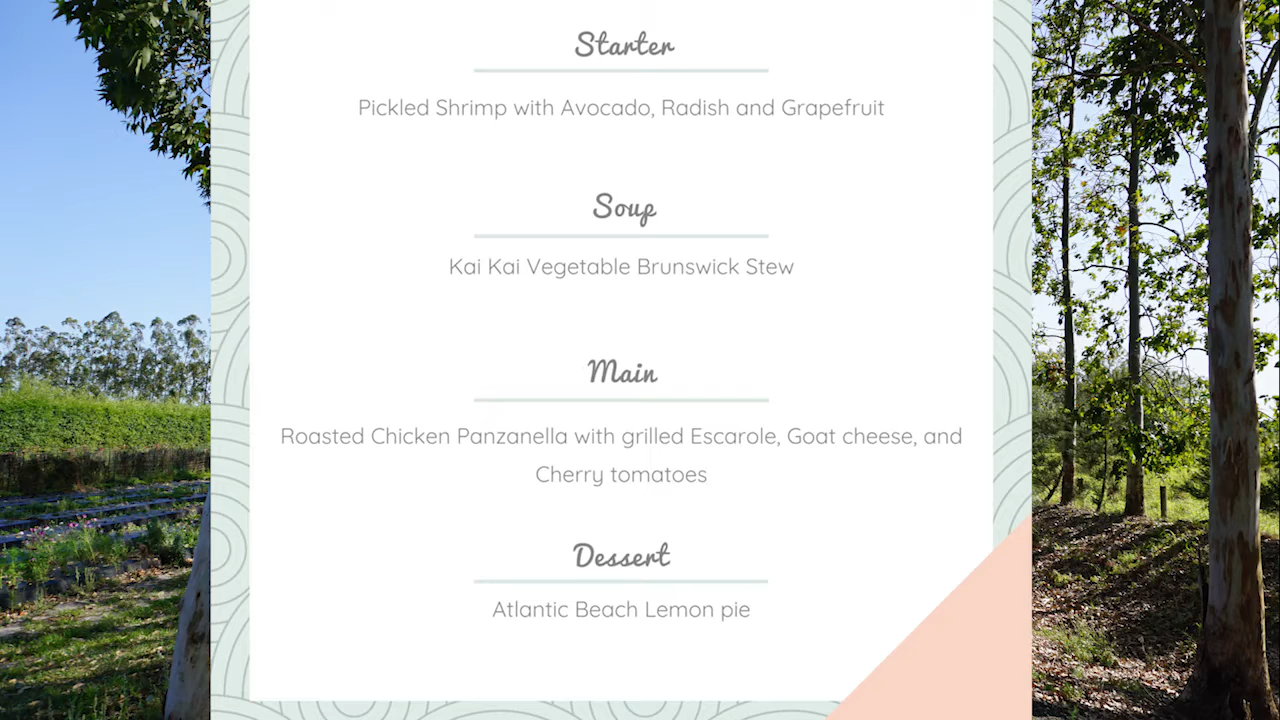 Starter
Pickled Shrimp with Avocado, Radish and Grapefruit
Soup
Kai Kai Vegetable Brunswick Stew
Main
Roasted Chicken Panzanella with grilled Escarole, Goat cheese, and
Cherry tomatoes
Dessert
Atlantic Beach Lemon pie